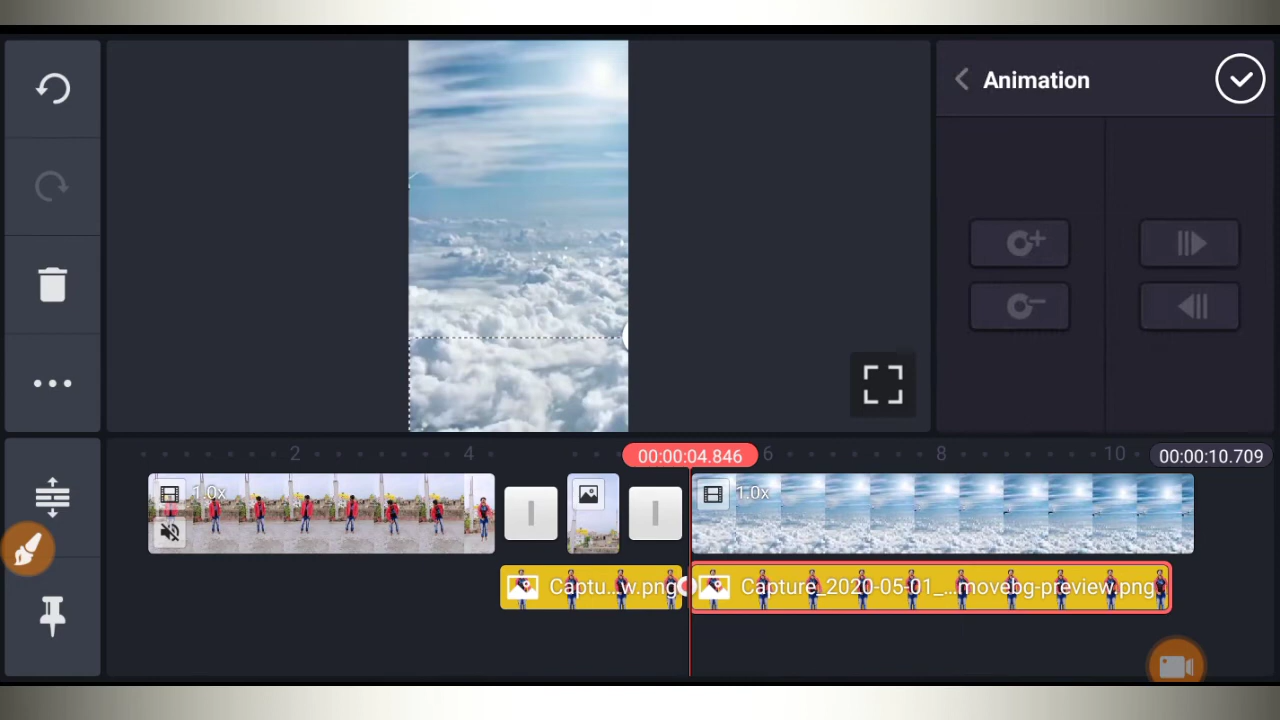 Animation
2
4
00:00:04.846
6
8
10
00:00:10.709
1.0x
1.0x
Captu...w.png
Capture_2020-05-01_...movebg-preview.png